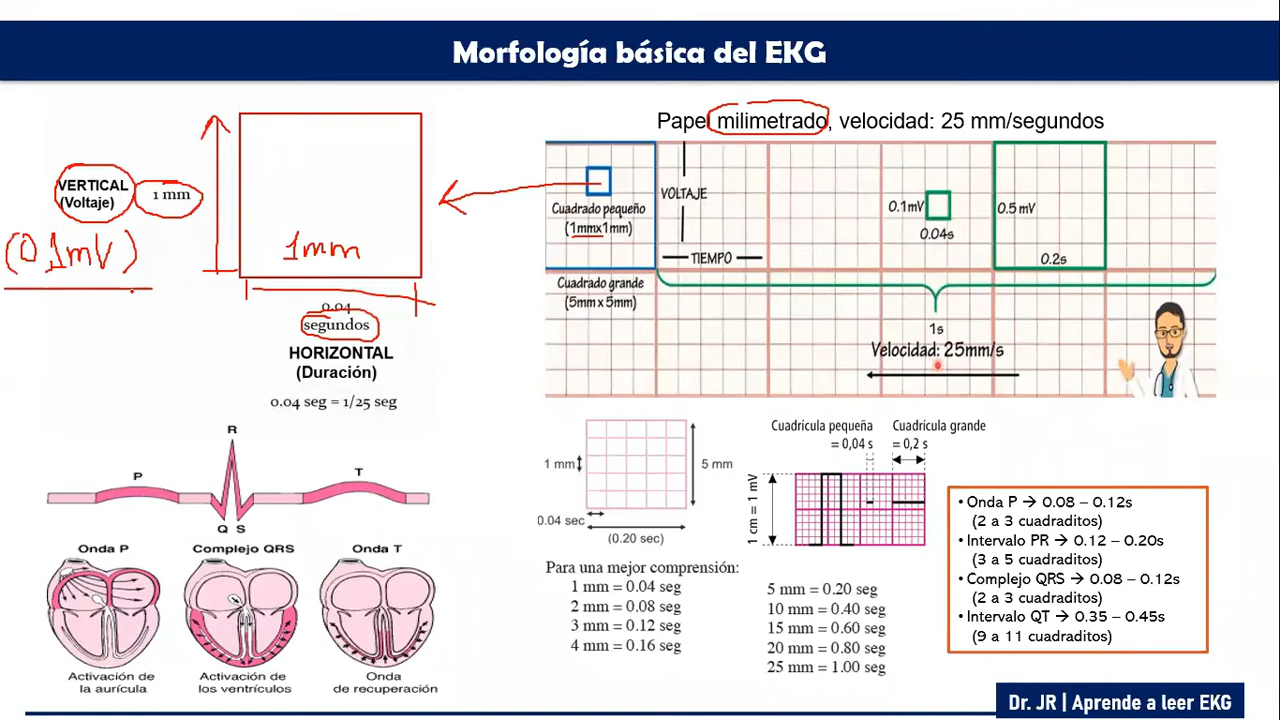 Morfología básica del EKG
VERTICAL
(Voltaje)
1 mm
(0.1mV)
1mm
0.04
segundos
HORIZONTAL
(Duración)
0.04 seg = 1/25 seg
Papel milimetrado, velocidad: 25 mm/segundos
Cuadrado pequeño
(1mmx1mm)
Cuadrado grande
(5mm x 5mm)
VOLTAJE
TIEMPO
0.1mV
0.04s
0.5 mV
0.2s
1s
Velocidad: 25mm/s
P
R
Q S
T
Onda P
Complejo QRS
Onda T
Activación de
la aurícula
Activación de
los ventrículos
Onda
de recuperación
1 mm
5 mm
0.04 sec
(0.20 sec)
Cuadrícula pequeña
= 0,04 s
Cuadrícula grande
= 0,2 s
1 cm = 1 mV
Para una mejor comprensión:
1 mm = 0.04 seg
2 mm = 0.08 seg
3 mm = 0.12 seg
4 mm = 0.16 seg
5 mm = 0.20 seg
10 mm = 0.40 seg
15 mm = 0.60 seg
20 mm = 0.80 seg
25 mm = 1.00 seg
• Onda P → 0.08 – 0.12s
(2 a 3 cuadraditos)
• Intervalo PR → 0.12 – 0.20s
(3 a 5 cuadraditos)
• Complejo QRS → 0.08 – 0.12s
(2 a 3 cuadraditos)
• Intervalo QT → 0.35 – 0.45s
(9 a 11 cuadraditos)
Dr. JR | Aprende a leer EKG